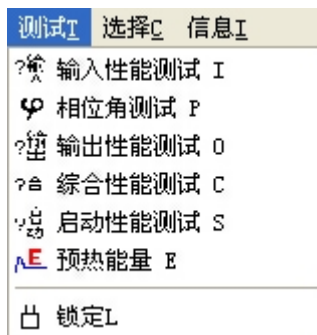 测试T 选择C 信息I
?输入性能测试 I
φ 相位角测试 P
?输出性能测试 O
? 综合性能测试 C
启动性能测试 S
E 预热能量 E
锁定L